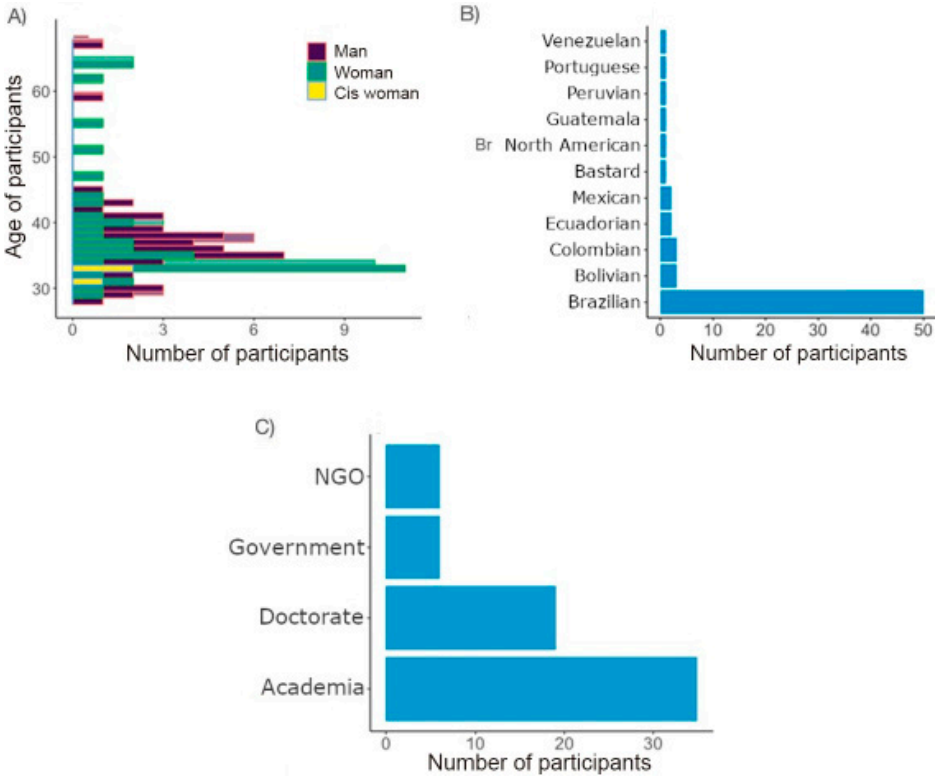 A)
Man
Woman
Cis woman
60
50
40
30
Age of participants
0 3 6 9
Number of participants
B)
Venezuelan
Portuguese
Peruvian
Guatemala
Br North American
Bastard
Mexican
Ecuadorian
Colombian
Bolivian
Brazilian
0 10 20 30 40 50
Number of participants
C)
NGO
Government
Doctorate
Academia
0 10 20 30
Number of participants